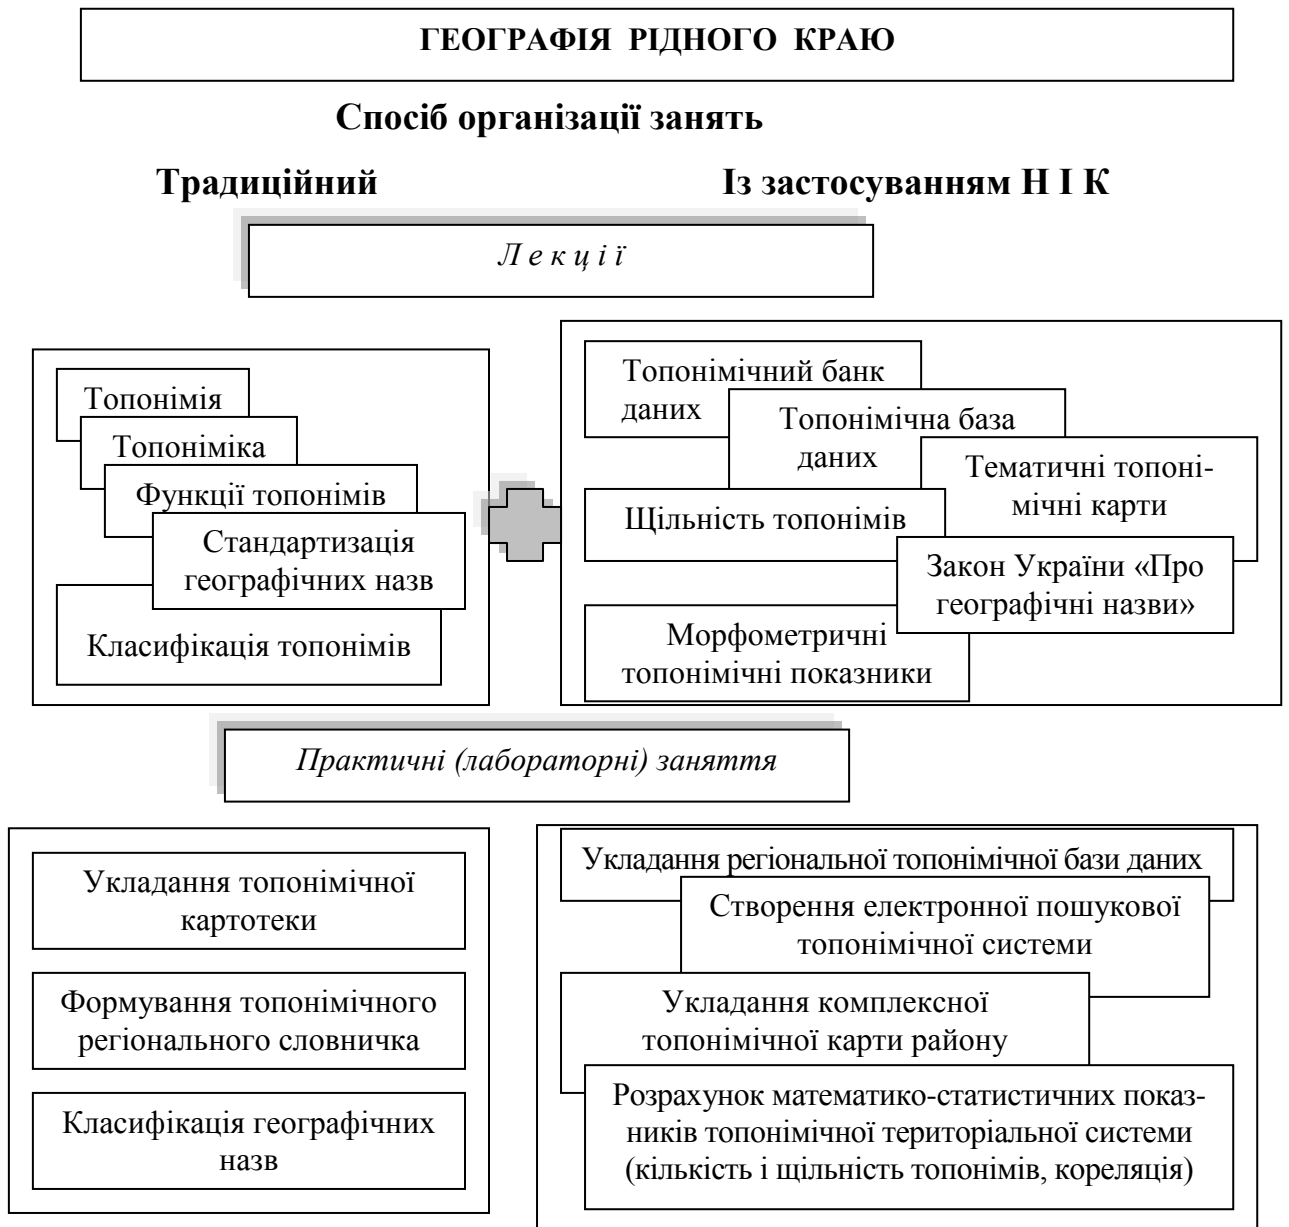 ГЕОГРАФІЯ РІДНОГО КРАЮ
Спосіб організації занять
Традиційний
Із застосуванням Н І К
Л е к ц і ї
Топонімія
Топоніміка
Функції топонімів
Стандартизація
географічних назв
Класифікація топонімів
Топонімічний банк
даних
Топонімічна база
даних
Тематичні топоні-
мічні карти
Щільність топонімів
Закон України «Про
географічні назви»
Морфометричні
топонімічні показники
Практичні (лабораторні) заняття
Укладання топонімічної
картотеки
Формування топонімічного
регіонального словничка
Класифікація географічних
назв
Укладання регіональної топонімічної бази даних
Створення електронної пошукової
топонімічної системи
Укладання комплексної
топонімічної карти району
Розрахунок математико-статистичних показ-
ників топонімічної територіальної системи
(кількість і щільність топонімів, кореляція)